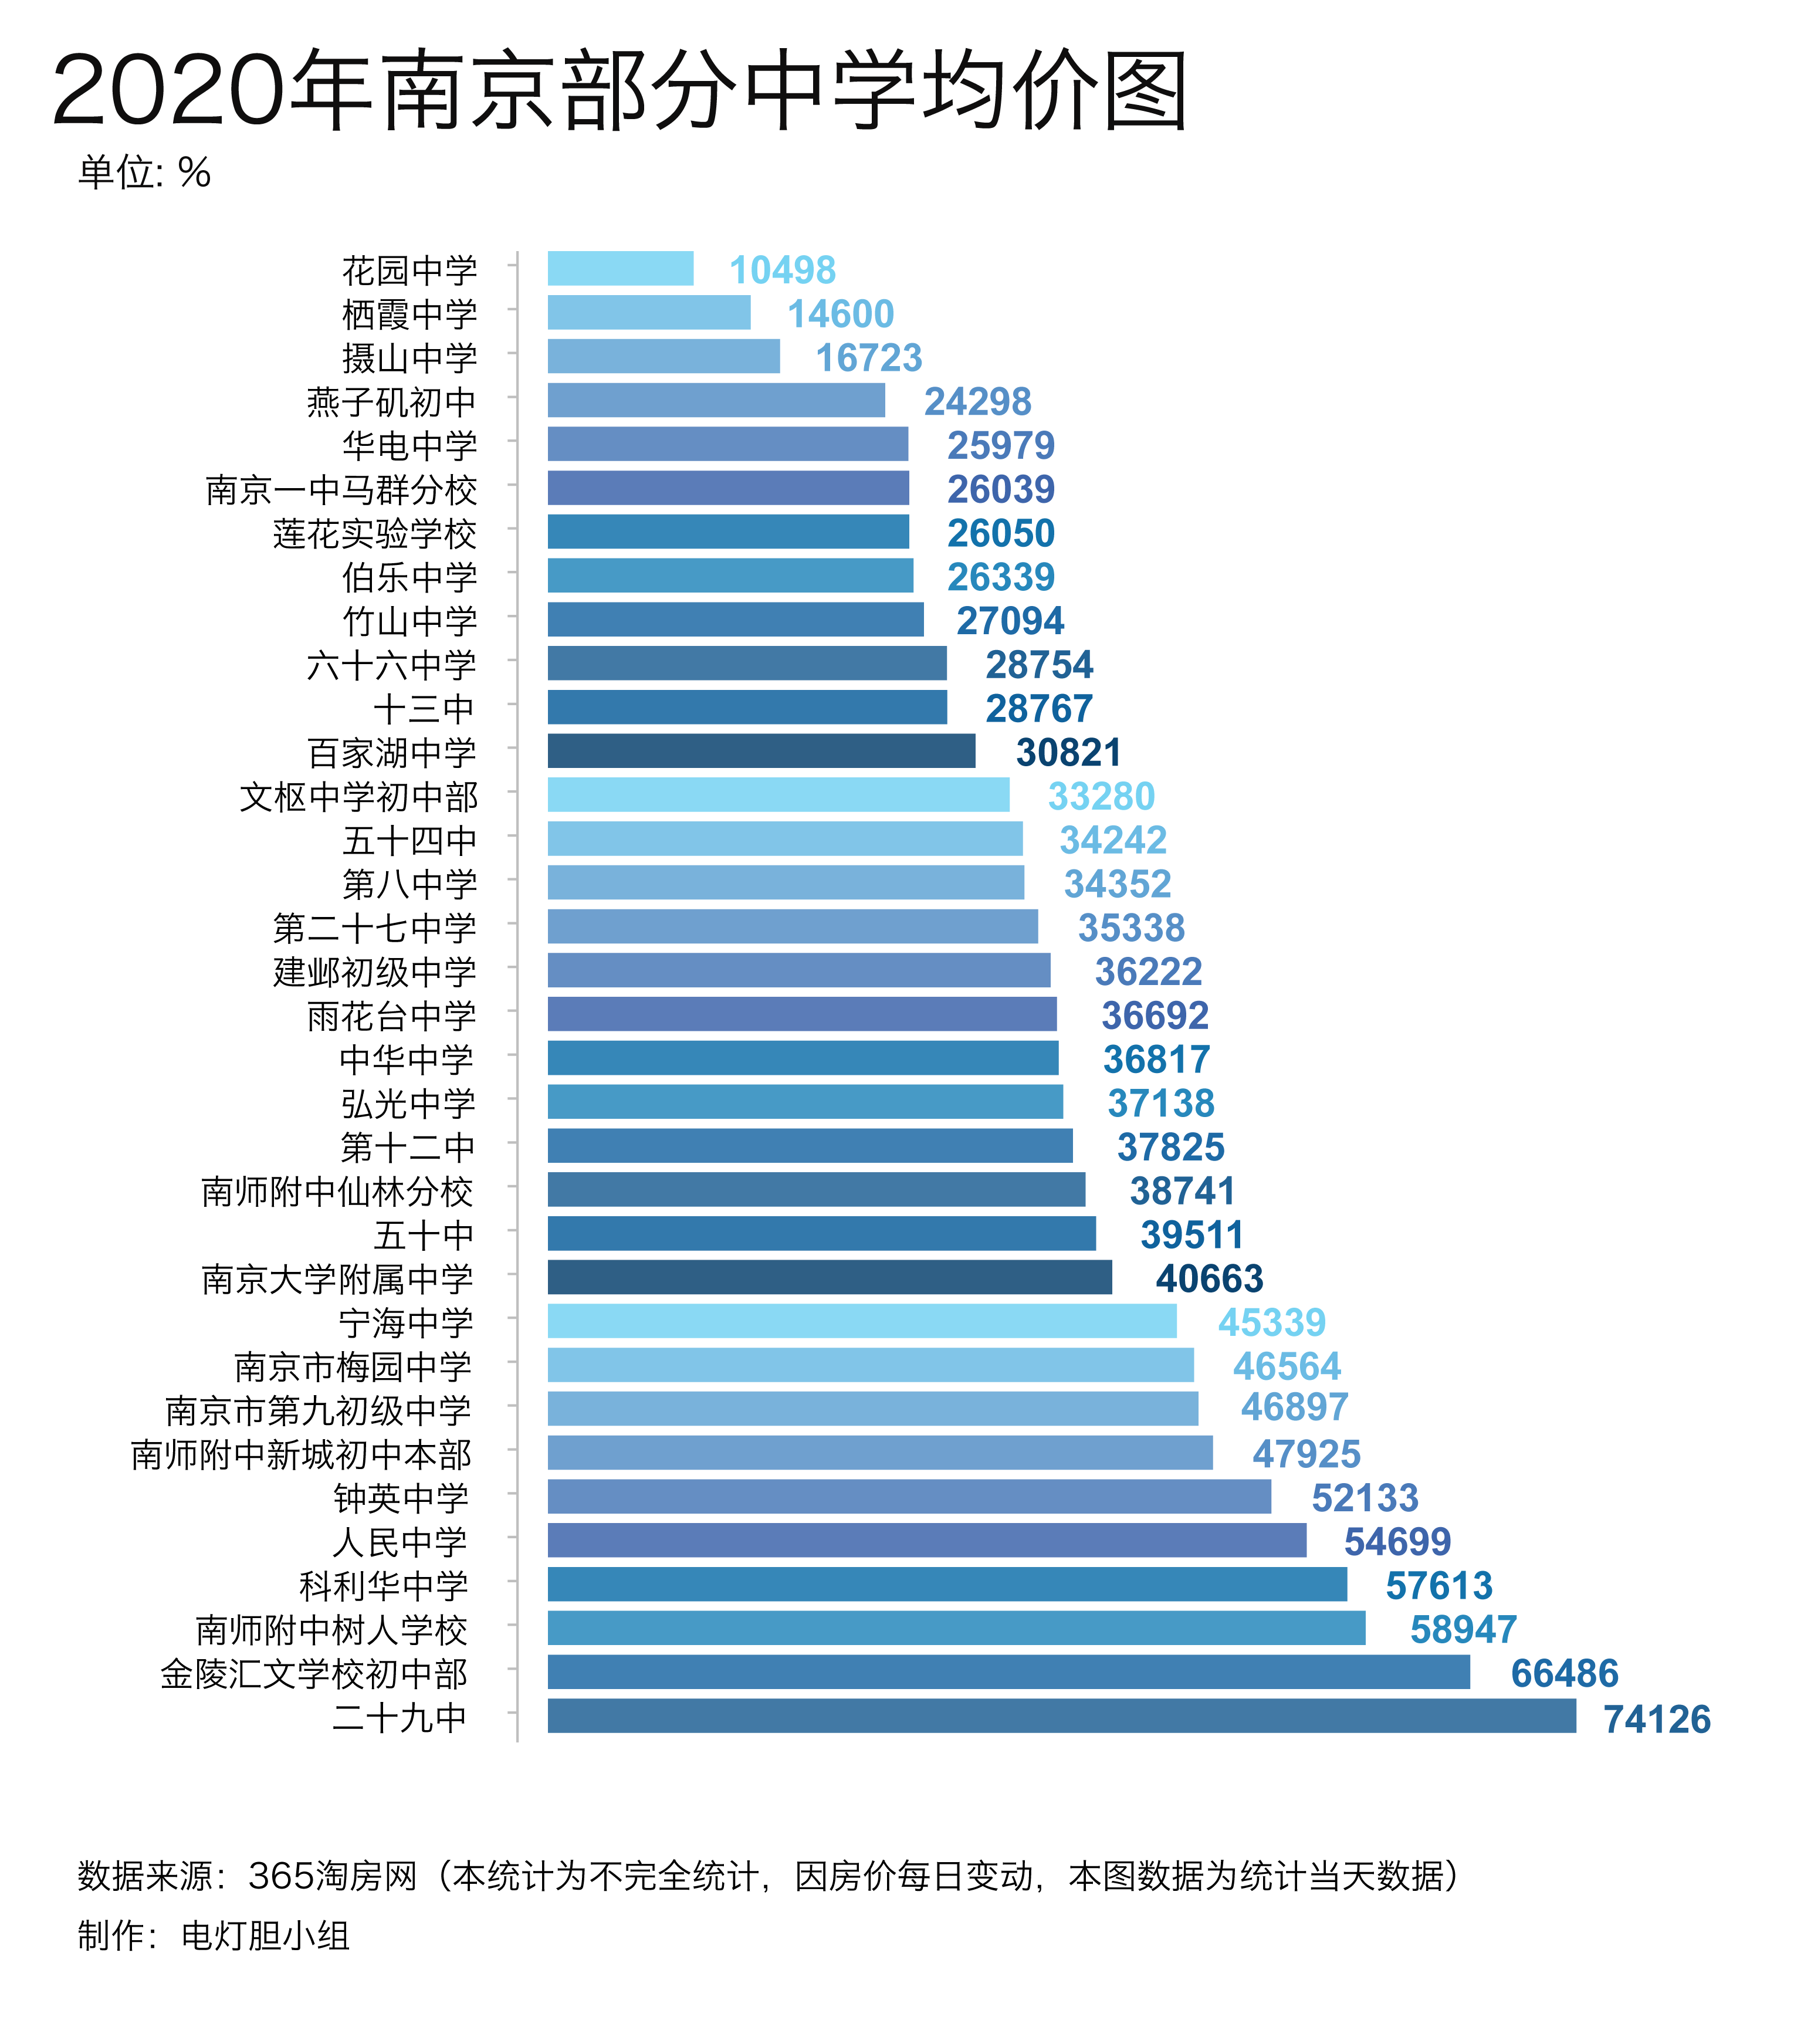 2020年南京部分中学均价图
单位: %
花园中学 10498
栖霞中学 14600
摄山中学 16723
燕子矶初中 24298
华电中学 25979
南京一中马群分校 26039
莲花实验学校 26050
伯乐中学 26339
竹山中学 27094
六十六中学 28754
十三中 28767
百家湖中学 30821
文枢中学初中部 33280
五十四中 34242
第八中学 34352
第二十七中学 35338
建邺初级中学 36222
雨花台中学 36692
中华中学 36817
弘光中学 37138
第十二中 37825
南师附中仙林分校 38741
五十中 39511
南京大学附属中学 40663
宁海中学 45339
南京市梅园中学 46564
南京市第九初级中学 46897
南师附中新城初中本部 47925
钟英中学 52133
人民中学 54699
科利华中学 57613
南师附中树人学校 58947
金陵汇文学校初中部 66486
二十九中 74126
数据来源：365淘房网（本统计为不完全统计，因房价每日变动，本图数据为统计当天数据）
制作：电灯胆小组